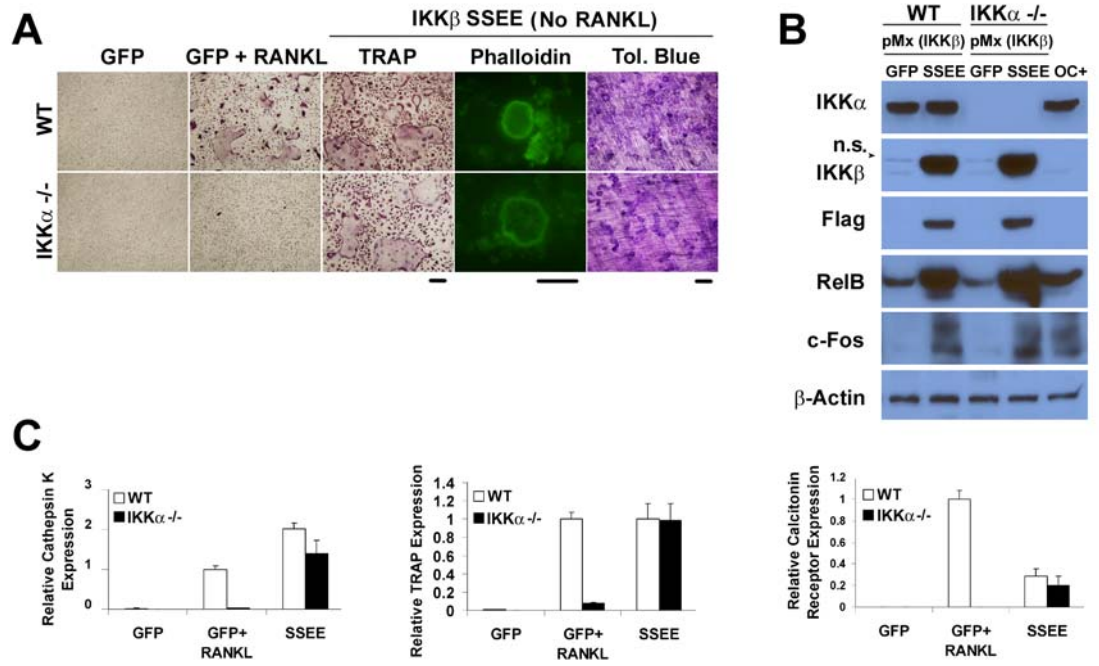 A
IKKβ SSEE (No RANKL)
GFP
GFP + RANKL
TRAP
Phalloidin
Tol. Blue
WT
IKKα -/-
B
WT
IKKα -/-
pMx (IKKβ)
pMx (IKKβ)
GFP SSEE GFP SSEE OC+
IKKα
n.s.
IKKβ
Flag
RelB
c-Fos
β-Actin
C
Relative Cathepsin K
Expression
3
2
1
0
WT
IKKα -/-
GFP
GFP+
RANKL
SSEE
Relative TRAP Expression
1.4
1.2
1
0.8
0.6
0.4
0.2
0
WT
IKKα-/-
GFP
GFP+
RANKL
SSEE
Relative Calcitonin
Receptor Expression
1.2
1
0.8
0.6
0.4
0.2
0
WT
IKKα-/-
GFP
GFP+
RANKL
SSEE